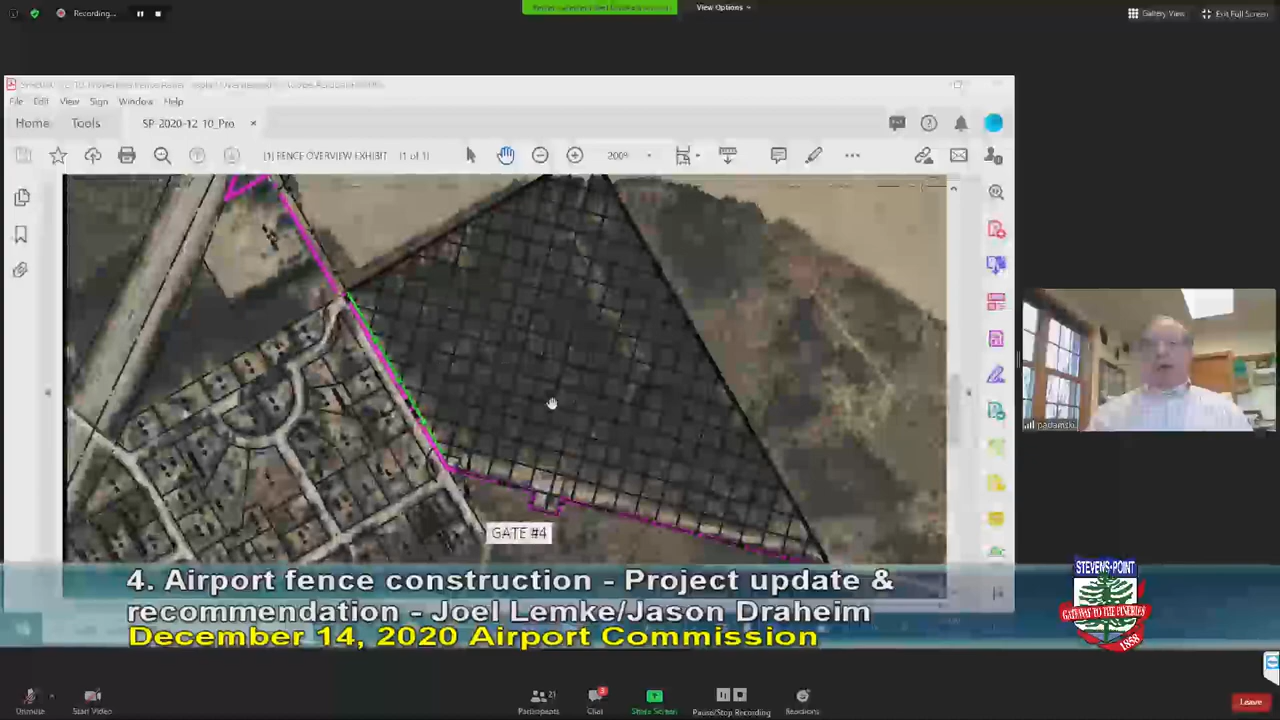 Recording...
View Options
Gallery View
Exit Full Screen
File Edit View Sign Window Help
Home Tools SP-2020-12-10_Pro
(1) FENCE OVERVIEW EXHIBIT (1 of 1) 200%
GATE #4
padamski
4. Airport fence construction - Project update &
recommendation - Joel Lemke/Jason Draheim
December 14, 2020 Airport Commission
STEVENS POINT
GATEWAY TO THE PINERIES
1858
Unmute
Start Video
Participants 21
Chat 3
Share Screen
Pause/Stop Recording
Reactions
Leave